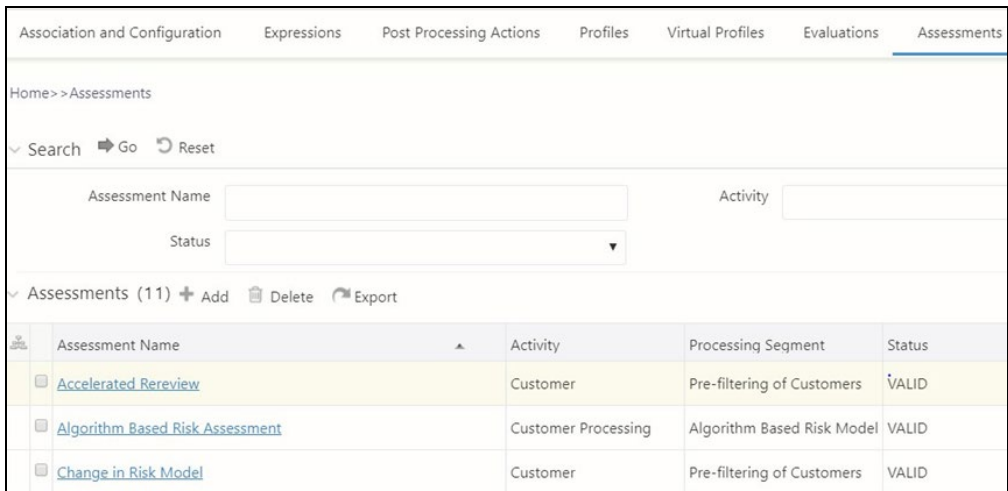 Association and Configuration Expressions Post Processing Actions Profiles Virtual Profiles Evaluations Assessments
Home>>Assessments
Search Go Reset
Assessment Name Activity
Status
Assessments (11) Add Delete Export
Assessment Name Activity Processing Segment Status
Accelerated Rereview Customer Pre-filtering of Customers VALID
Algorithm Based Risk Assessment Customer Processing Algorithm Based Risk Model VALID
Change in Risk Model Customer Pre-filtering of Customers VALID